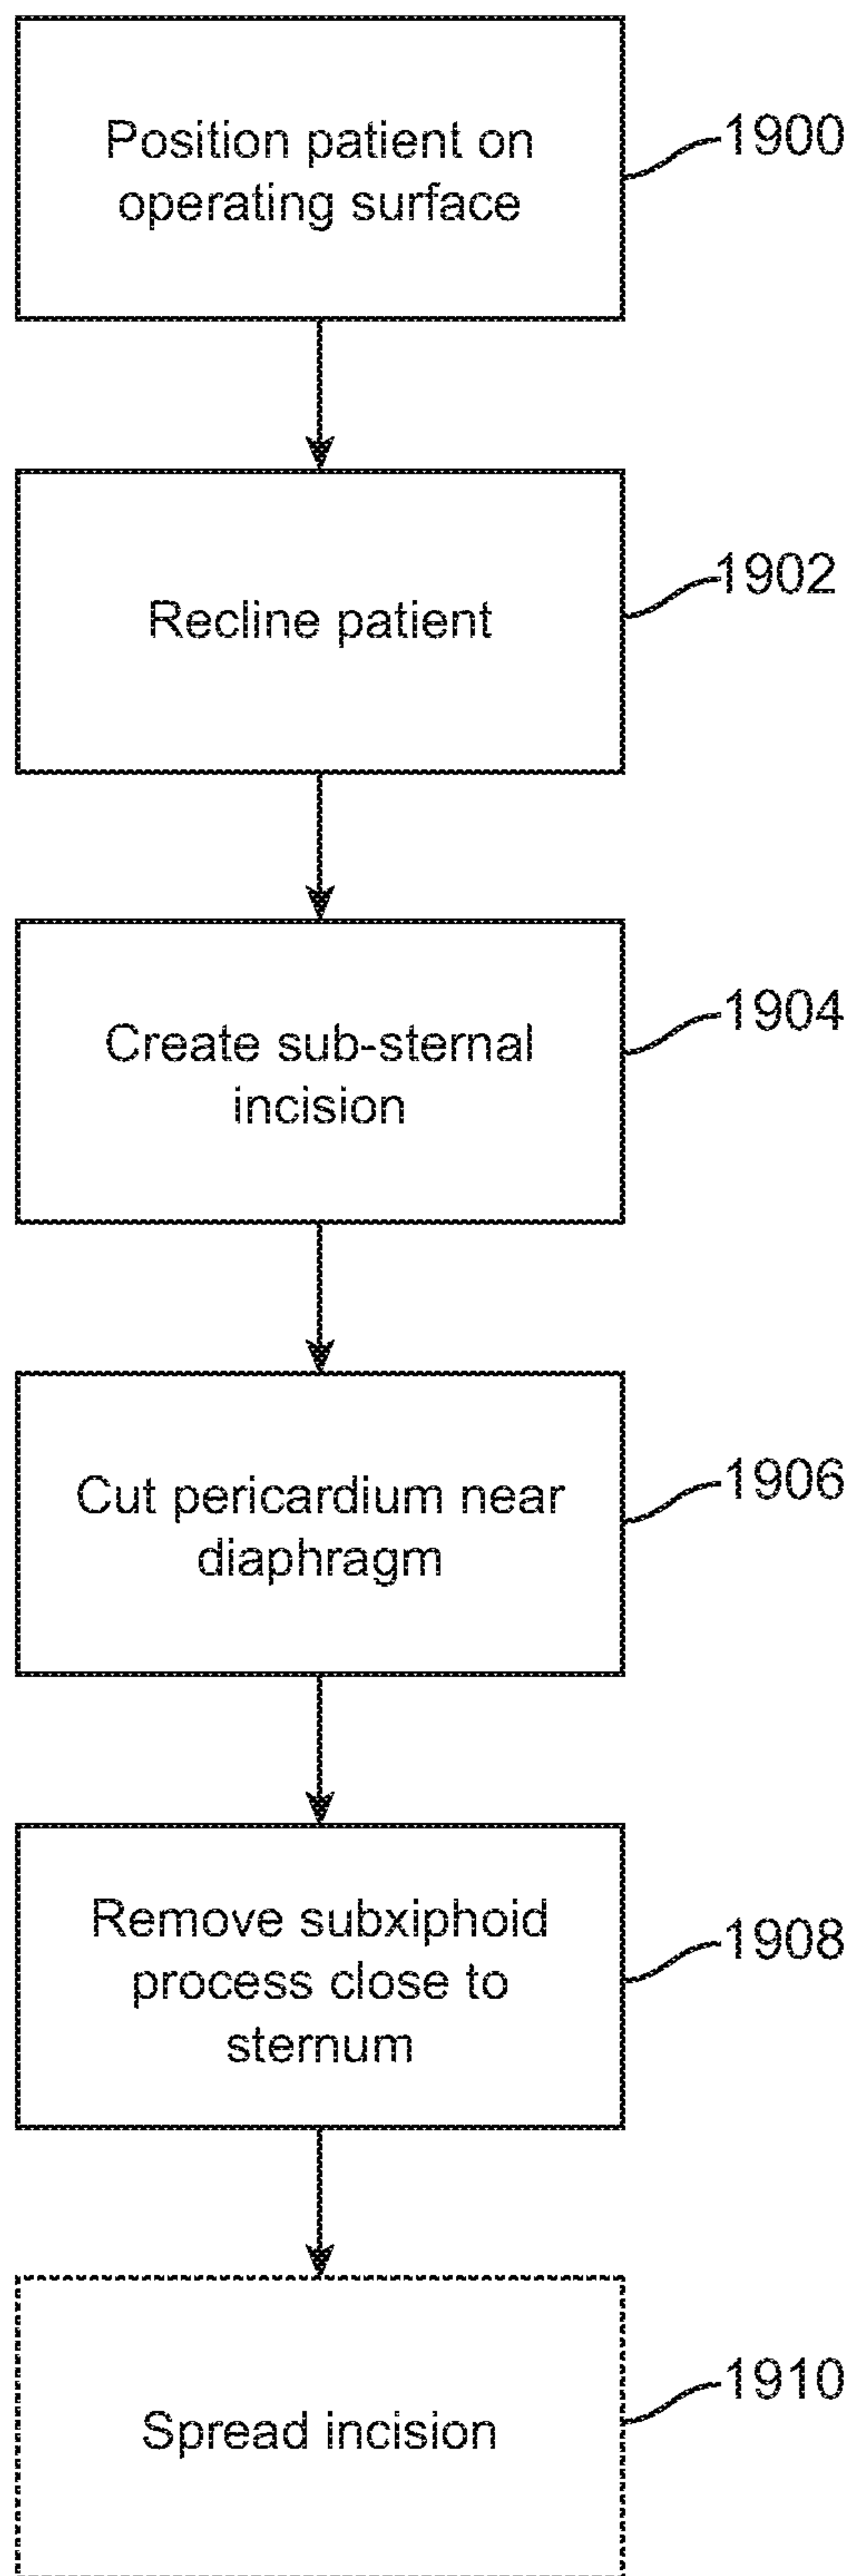 Position patient on
operating surface
1900
Recline patient
1902
Create sub-sternal
incision
1904
Cut pericardium near
diaphragm
1906
Remove subxiphoid
process close to
sternum
1908
Spread incision
1910